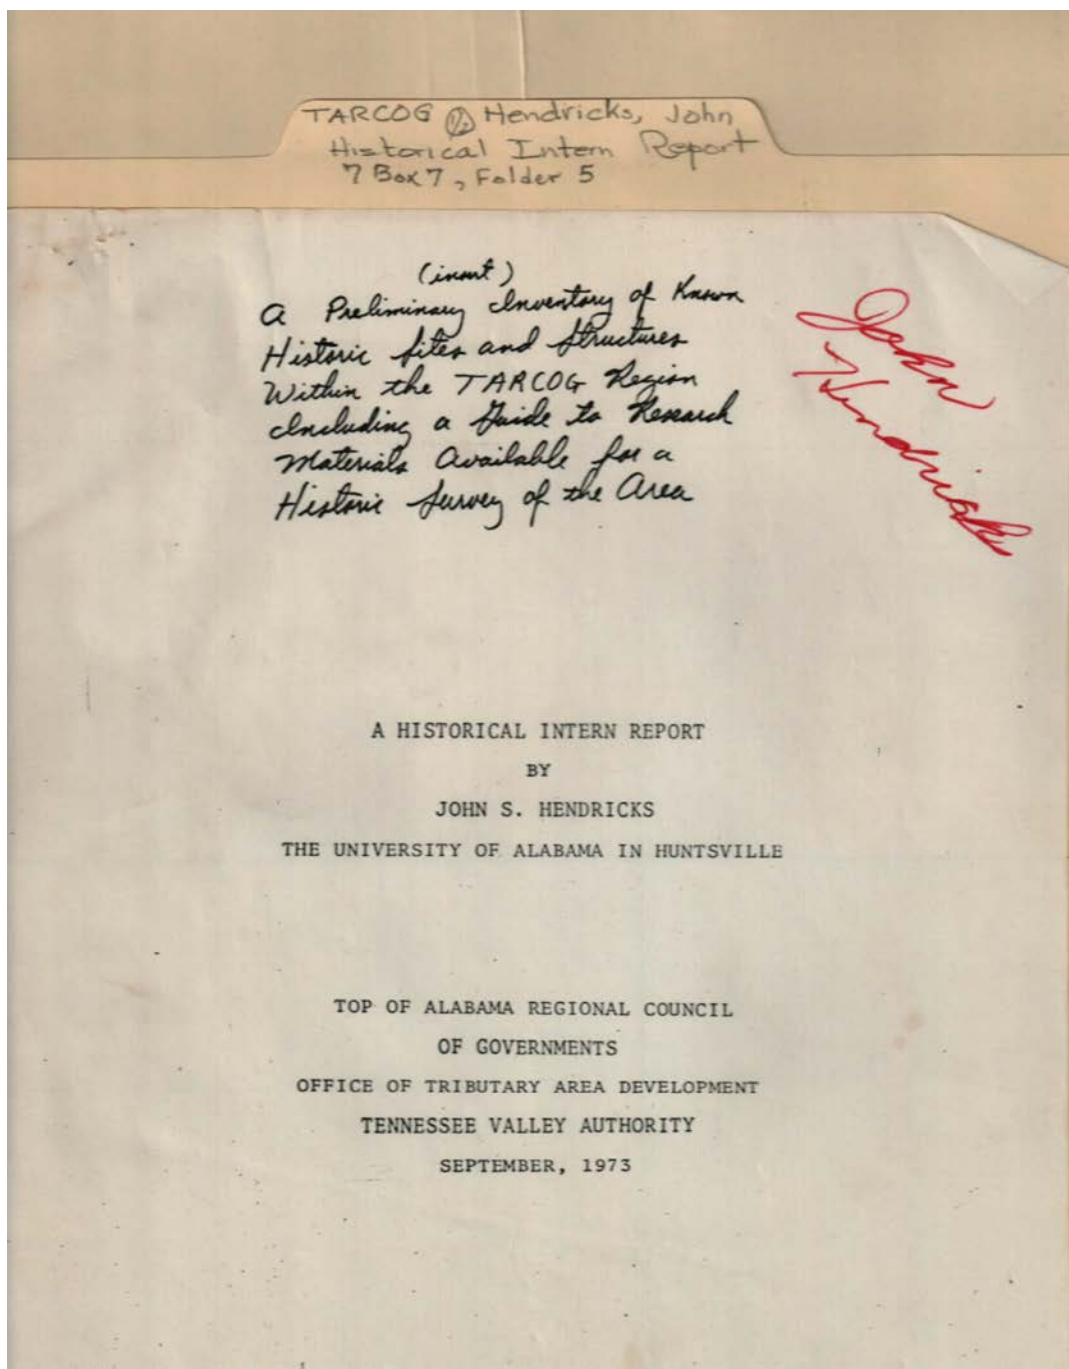 TARCOG 1/2 Hendricks, John
Historical Intern Report
7 Box 7, Folder 5
(insert)
A Preliminary Inventory of Known
Historic Sites and Structures
Within the TARCOG Region
Including a Guide to Research
Materials Available for a
Historic Survey of the Area
John
Hendricks
A HISTORICAL INTERN REPORT
BY
JOHN S. HENDRICKS
THE UNIVERSITY OF ALABAMA IN HUNTSVILLE
TOP OF ALABAMA REGIONAL COUNCIL
OF GOVERNMENTS
OFFICE OF TRIBUTARY AREA DEVELOPMENT
TENNESSEE VALLEY AUTHORITY
SEPTEMBER, 1973